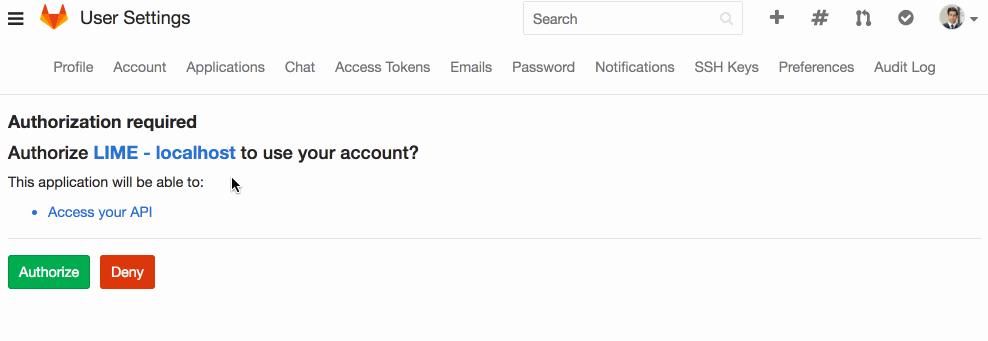 User Settings Search
Profile Account Applications Chat Access Tokens Emails Password Notifications SSH Keys Preferences Audit Log
Authorization required
Authorize LIME - localhost to use your account?
This application will be able to:
• Access your API
Authorize Deny